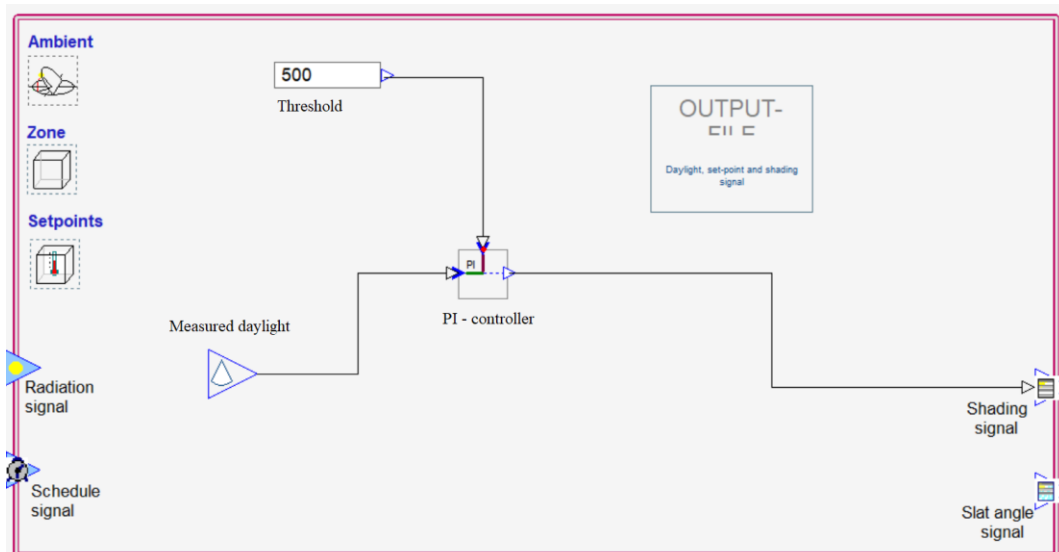 Ambient
Zone
Setpoints
500
Threshold
OUTPUT-
Daylight, set-point and shading
signal
PI
PI - controller
Measured daylight
Radiation
signal
Schedule
signal
Shading
signal
Slat angle
signal